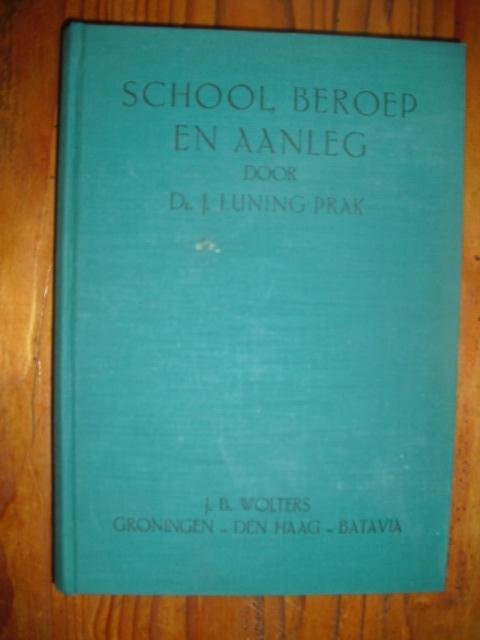 SCHOOL, BEROEP
EN AANLEG
DOOR
Dr. J. LUNING PRAK
J. B. WOLTERS
GRONINGEN – DEN HAAG – BATAVIA